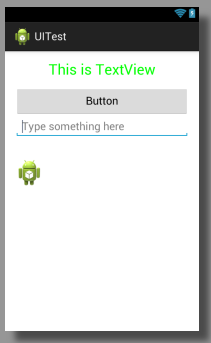 UITest
This is TextView
Button
Type something here